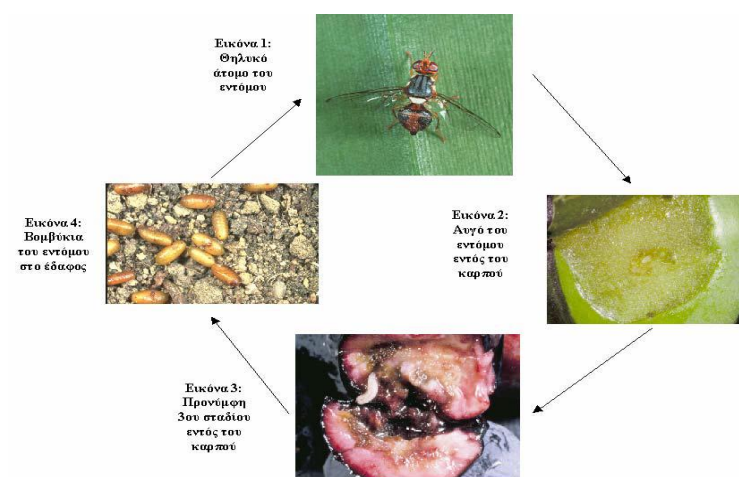 Εικόνα 1:
Θηλυκό
άτομο του
εντόμου
Εικόνα 2:
Αυγό του
εντόμου
εντός του
καρπού
Εικόνα 3:
Προνύμφη
3ου σταδίου
εντός του
καρπού
Εικόνα 4:
Βομβύκια
του εντόμου
στο έδαφος